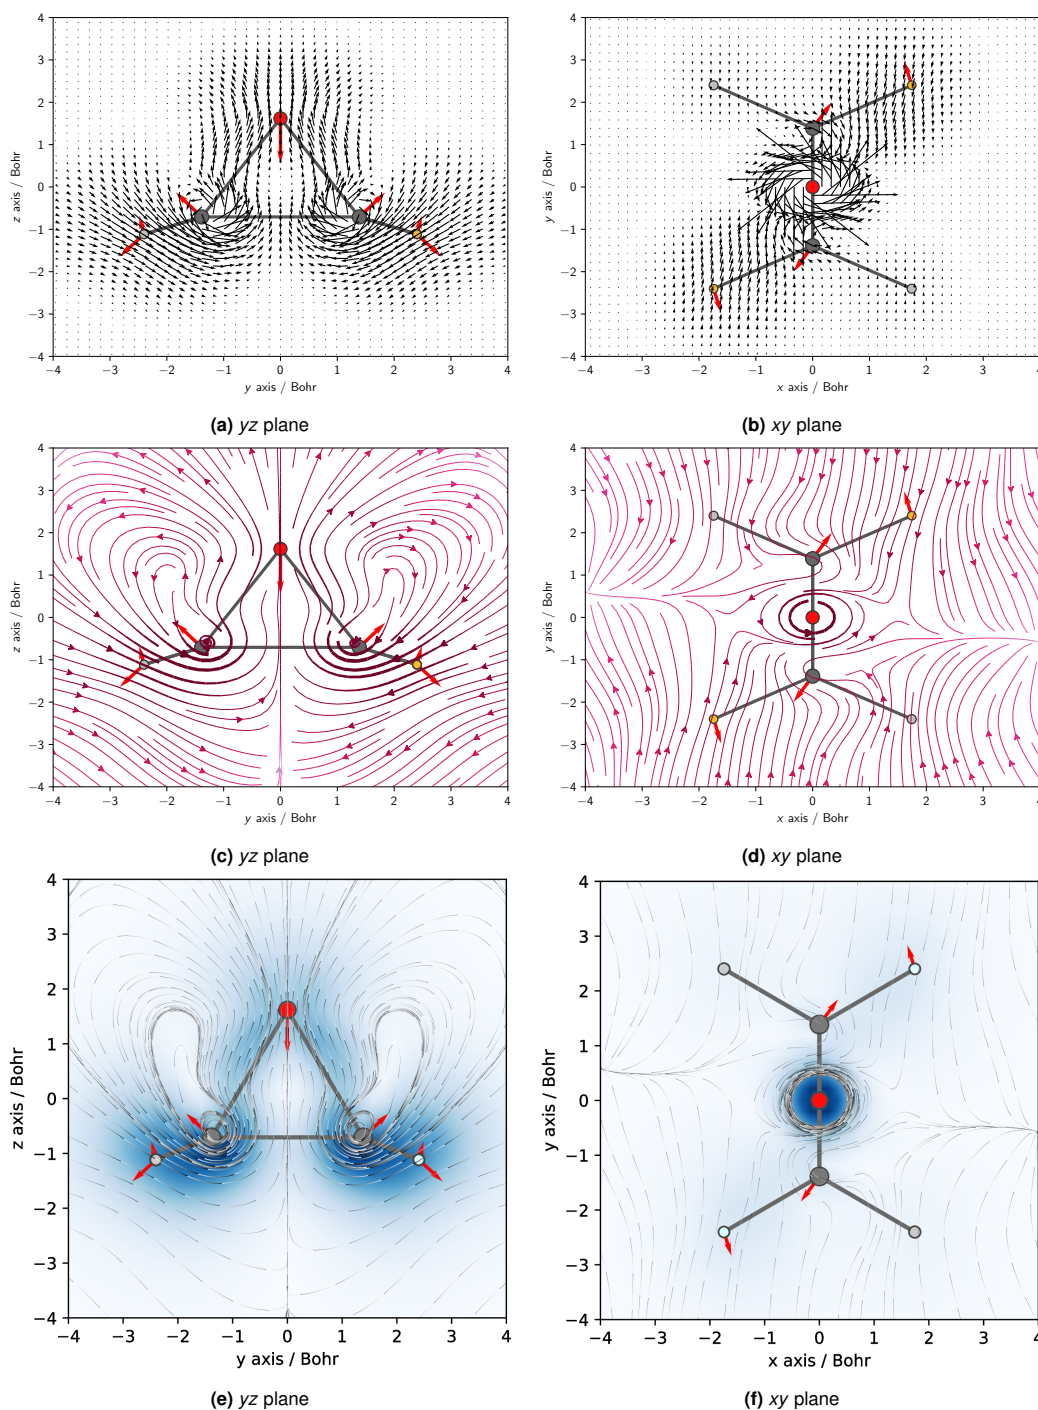 4
3
2
1
0
−1
−2
−3
−4
z axis / Bohr
−4 −3 −2 −1 0 1 2 3 4
y axis / Bohr
(a) yz plane
4
3
2
1
0
−1
−2
−3
−4
y axis / Bohr
−4 −3 −2 −1 0 1 2 3 4
x axis / Bohr
(b) xy plane
4
3
2
1
0
−1
−2
−3
−4
z axis / Bohr
−4 −3 −2 −1 0 1 2 3 4
y axis / Bohr
(c) yz plane
4
3
2
1
0
−1
−2
−3
−4
y axis / Bohr
−4 −3 −2 −1 0 1 2 3 4
x axis / Bohr
(d) xy plane
4
3
2
1
0
−1
−2
−3
−4
z axis / Bohr
−4 −3 −2 −1 0 1 2 3 4
y axis / Bohr
(e) yz plane
4
3
2
1
0
−1
−2
−3
−4
y axis / Bohr
−4 −2 0 2 4
x axis / Bohr
(f) xy plane